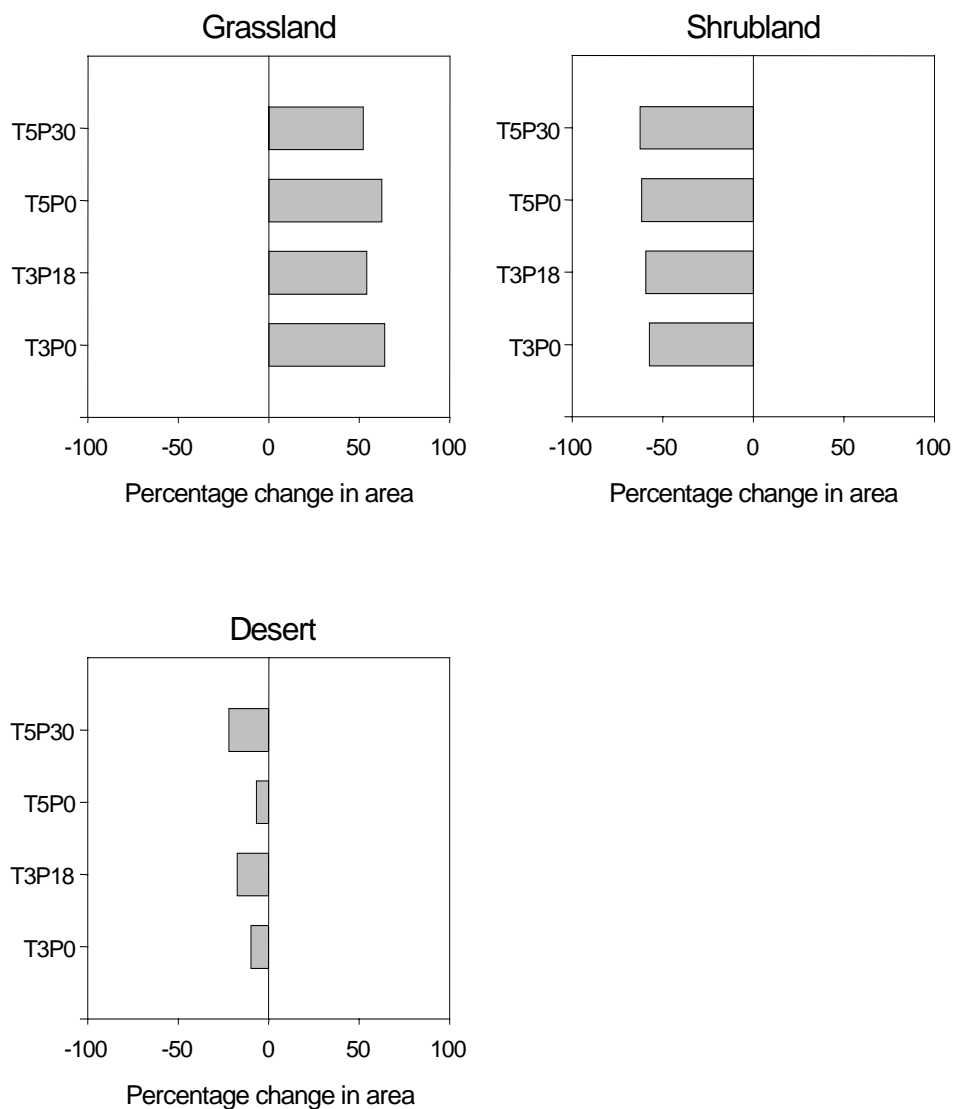 Grassland
T5P30
T5P0
T3P18
T3P0
-100 -50 0 50 100
Percentage change in area
Shrubland
T5P30
T5P0
T3P18
T3P0
-100 -50 0 50 100
Percentage change in area
Desert
T5P30
T5P0
T3P18
T3P0
-100 -50 0 50 100
Percentage change in area